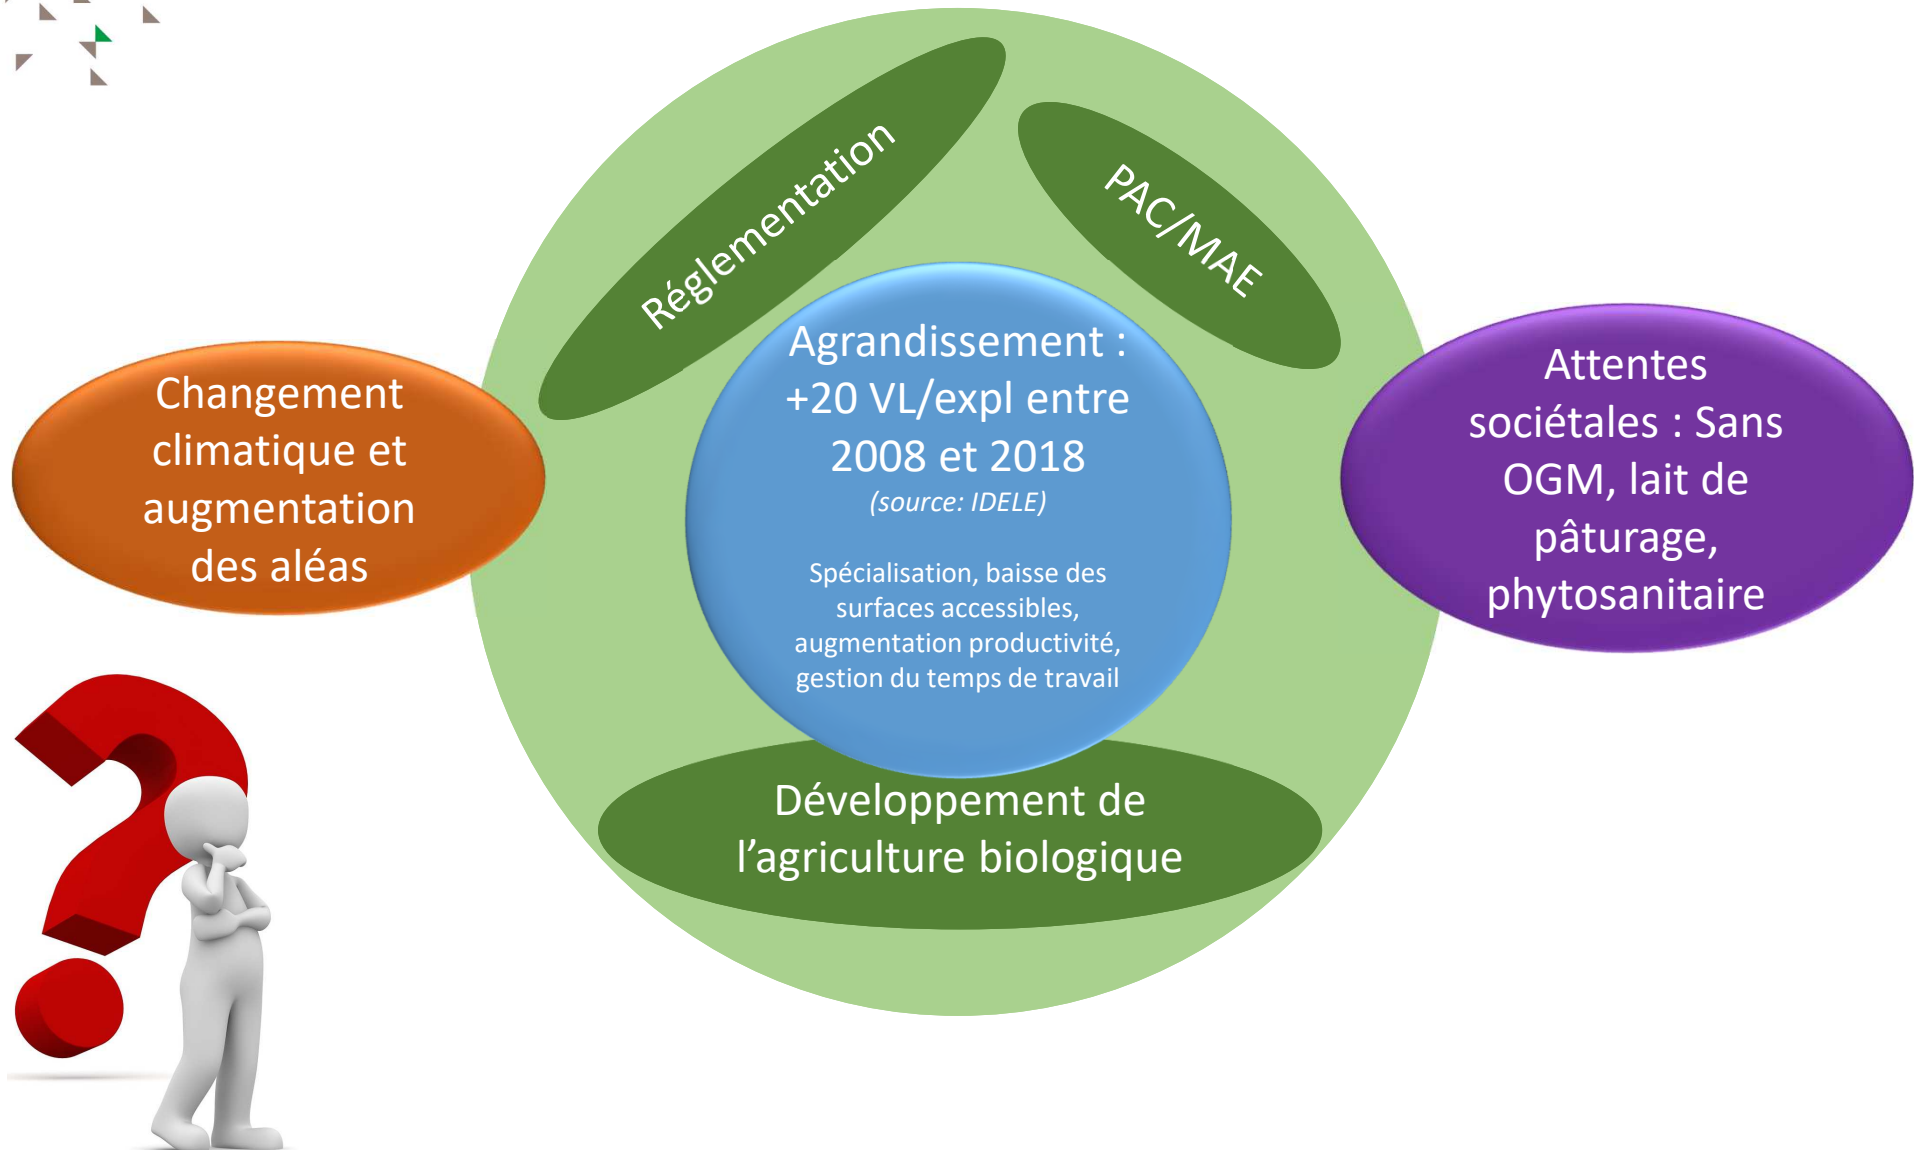 Réglementation
PAC/MAE
Changement
climatique et
augmentation
des aléas
Agrandissement :
+20 VL/expl entre
2008 et 2018
(source: IDELE)
Spécialisation, baisse des
surfaces accessibles,
augmentation productivité,
gestion du temps de travail
Attentes
sociétales : Sans
OGM, lait de
pâturage,
phytosanitaire
Développement de
l’agriculture biologique